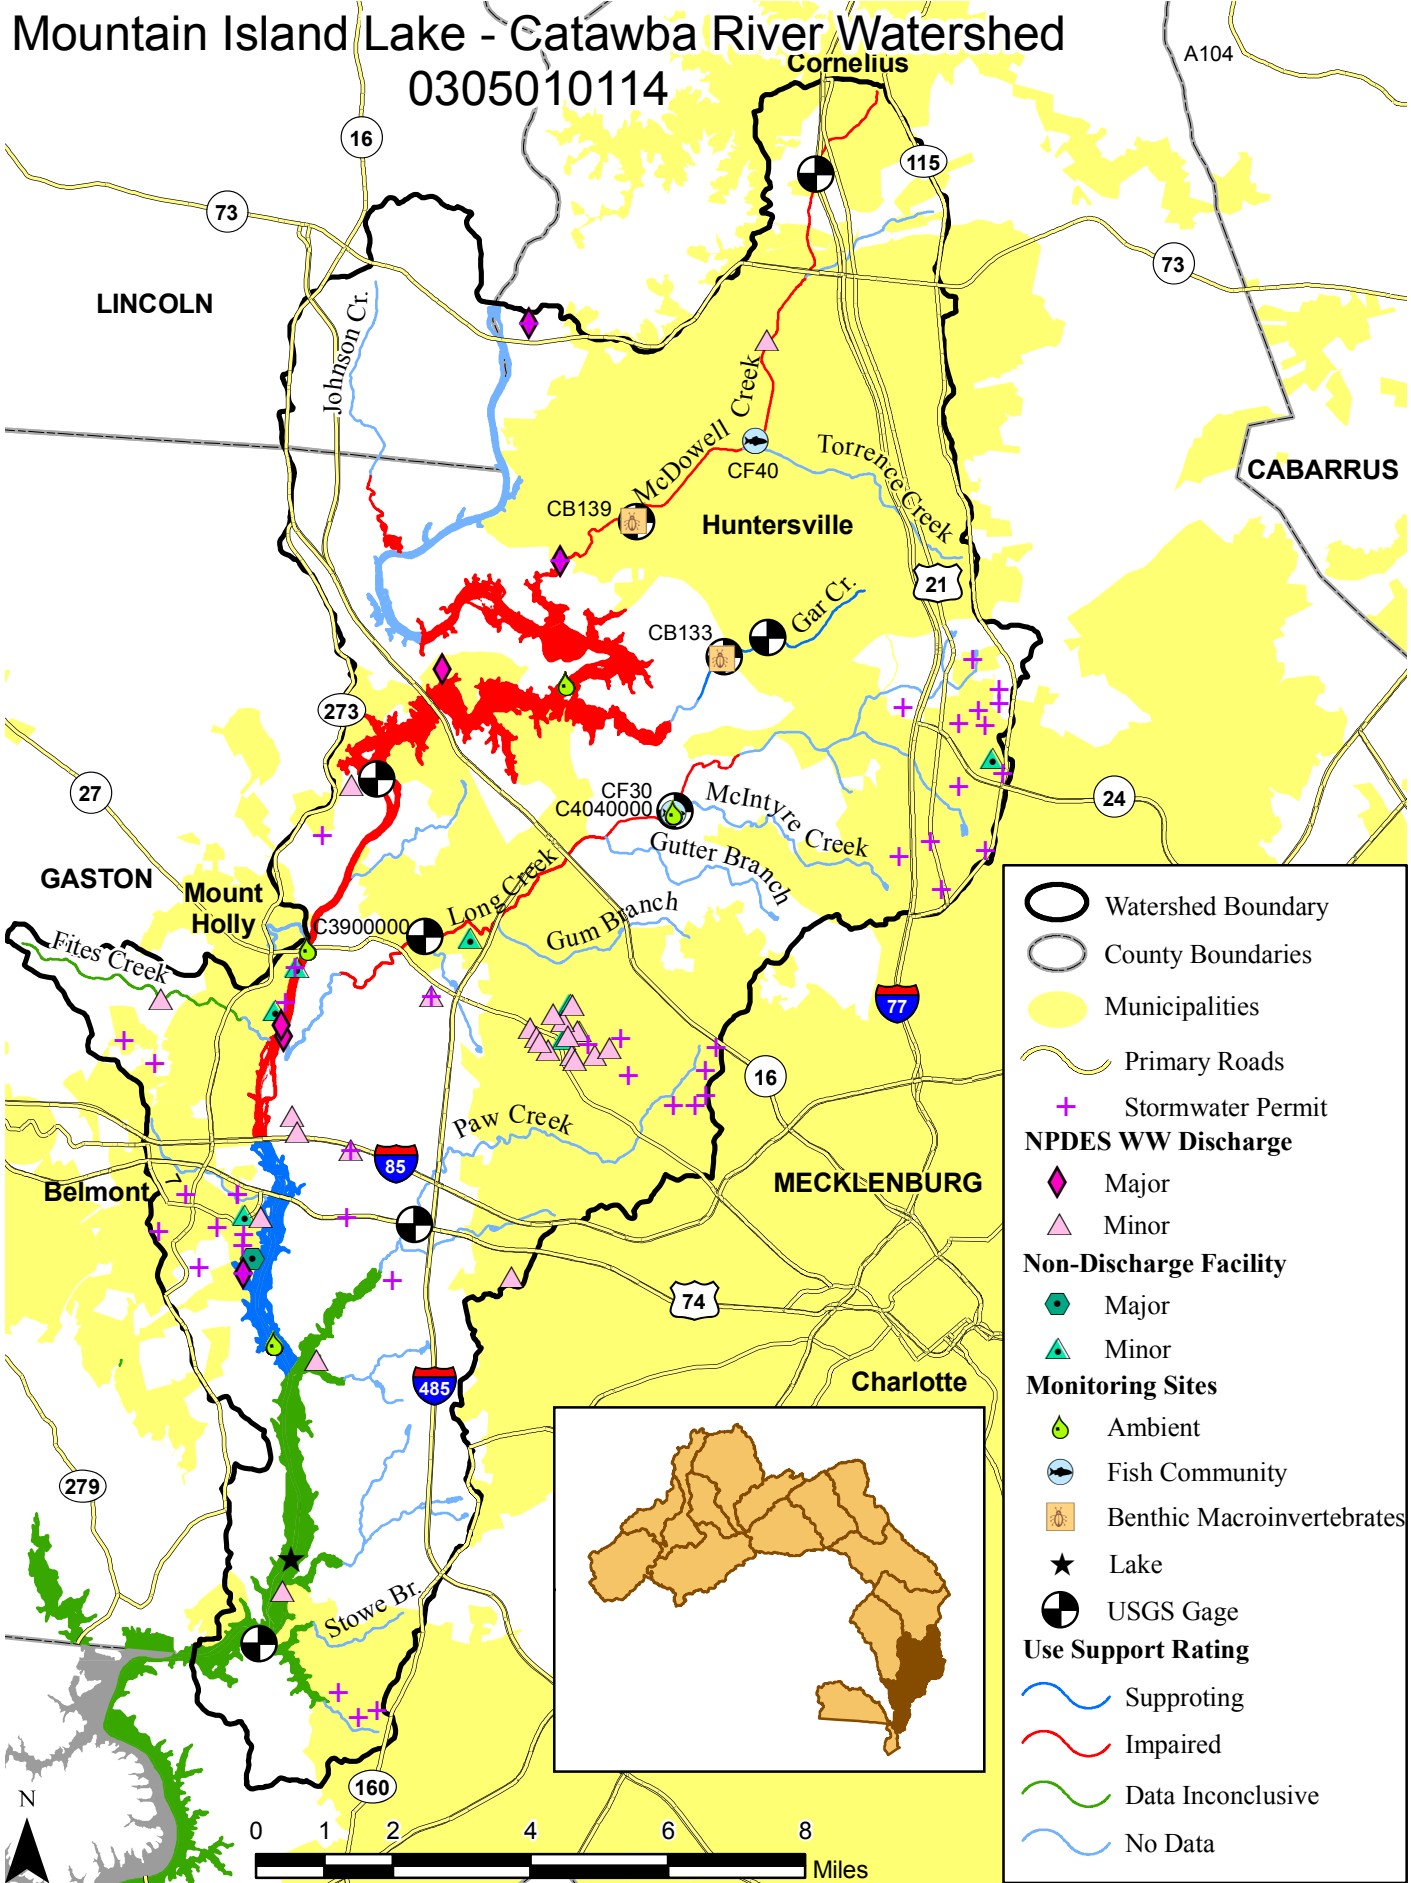 Mountain Island Lake - Catawba River Watershed
0305010114
Cornelius
A104
16
115
73
73
LINCOLN
Johnson Cr.
McDowell Creek
CF40
Torrence Creek
CABARRUS
CB139
Huntersville
21
Gar Cr.
CB133
273
27
CF30
C4040000
McIntyre Creek
24
Gutter Branch
GASTON
Mount
Holly
C3900000
Long Creek
Gum Branch
Fites Creek
77
16
Paw Creek
85
MECKLENBURG
Belmont
7
74
Charlotte
485
279
Stowe Br.
160
N
0 1 2 4 6 8
Miles
Watershed Boundary
County Boundaries
Municipalities
Primary Roads
Stormwater Permit
NPDES WW Discharge
Major
Minor
Non-Discharge Facility
Major
Minor
Monitoring Sites
Ambient
Fish Community
Benthic Macroinvertebrates
Lake
USGS Gage
Use Support Rating
Supproting
Impaired
Data Inconclusive
No Data